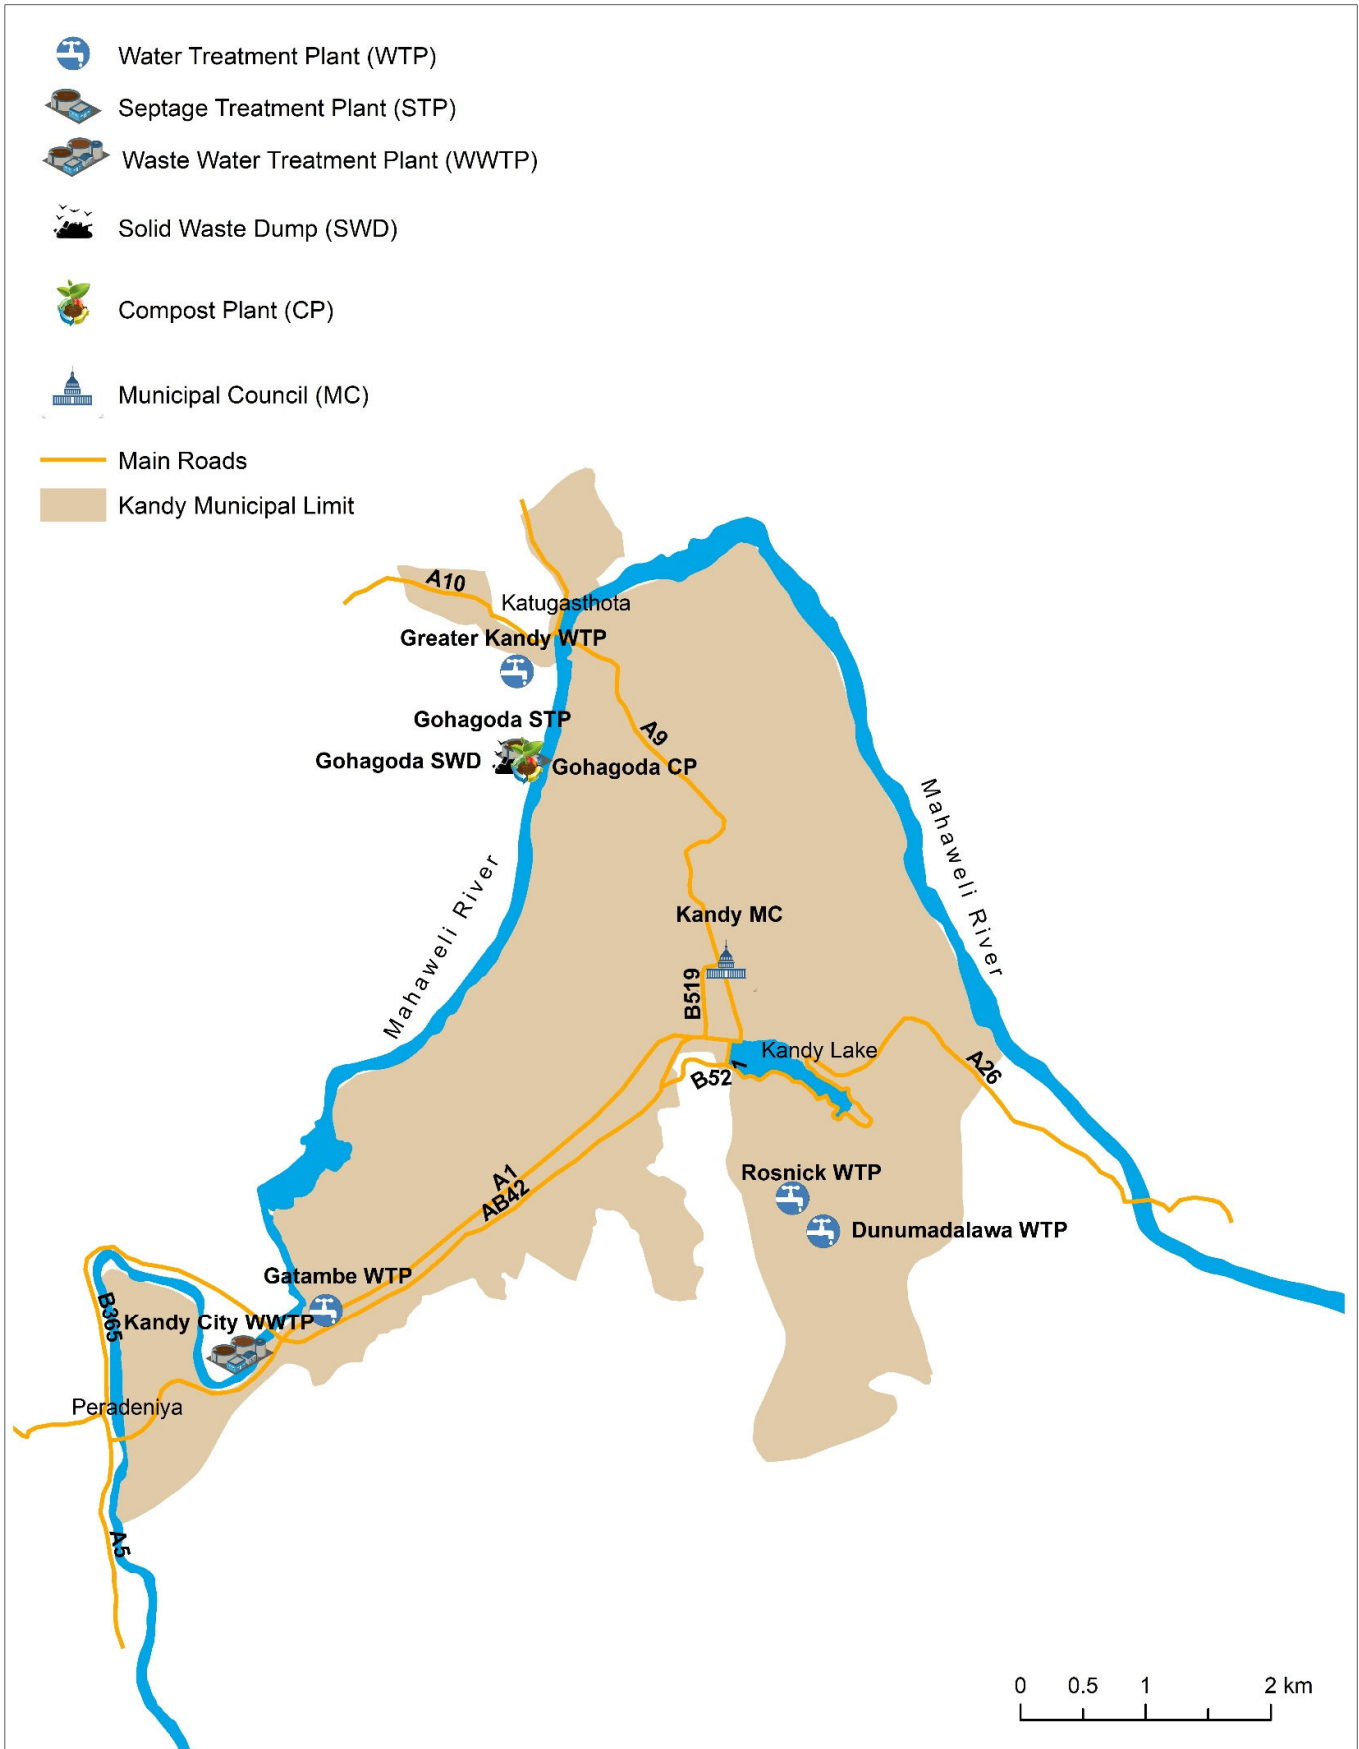 Water Treatment Plant (WTP)
Septage Treatment Plant (STP)
Waste Water Treatment Plant (WWTP)
Solid Waste Dump (SWD)
Compost Plant (CP)
Municipal Council (MC)
Main Roads
Kandy Municipal Limit
A10
Katugasthota
Greater Kandy WTP
Gohagoda STP
A9
Gohagoda SWD
Gohagoda CP
Mahaweli River
Mahaweli River
Kandy MC
B519
Kandy Lake
A26
B521
Rosnick WTP
A1
AB42
Dunumadalawa WTP
Gatambe WTP
B365
Kandy City WWTP
Peradeniya
A5
0 0.5 1 2 km